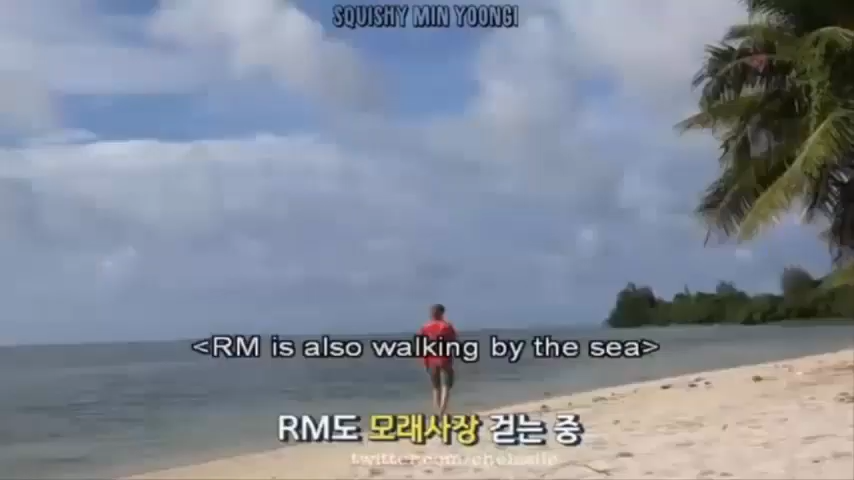 SQUISHY MIN YOONGI
<RM is also walking by the sea>
RM도 모래사장 걷는 중